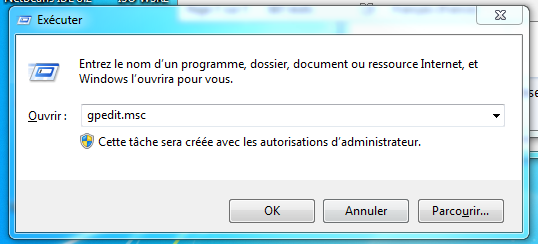 Exécuter
Entrez le nom d'un programme, dossier, document ou ressource Internet, et
Windows l'ouvrira pour vous.
Ouvrir : gpedit.msc
Cette tâche sera créée avec les autorisations d'administrateur.
OK Annuler Parcourir...